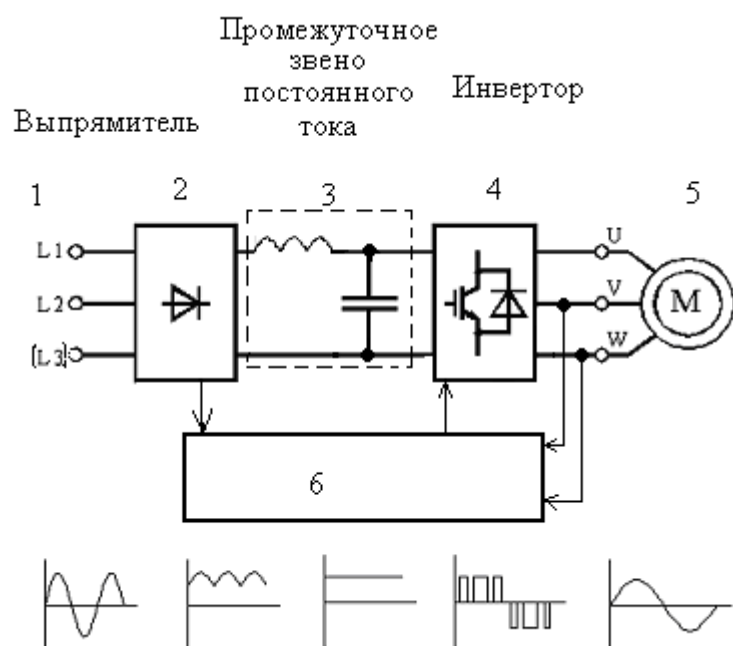 Промежуточное
звено
постоянного
тока
Инвертор
Выпрямитель
1
2
3
4
5
L1
L2
(L3)
U
V
W
M
6